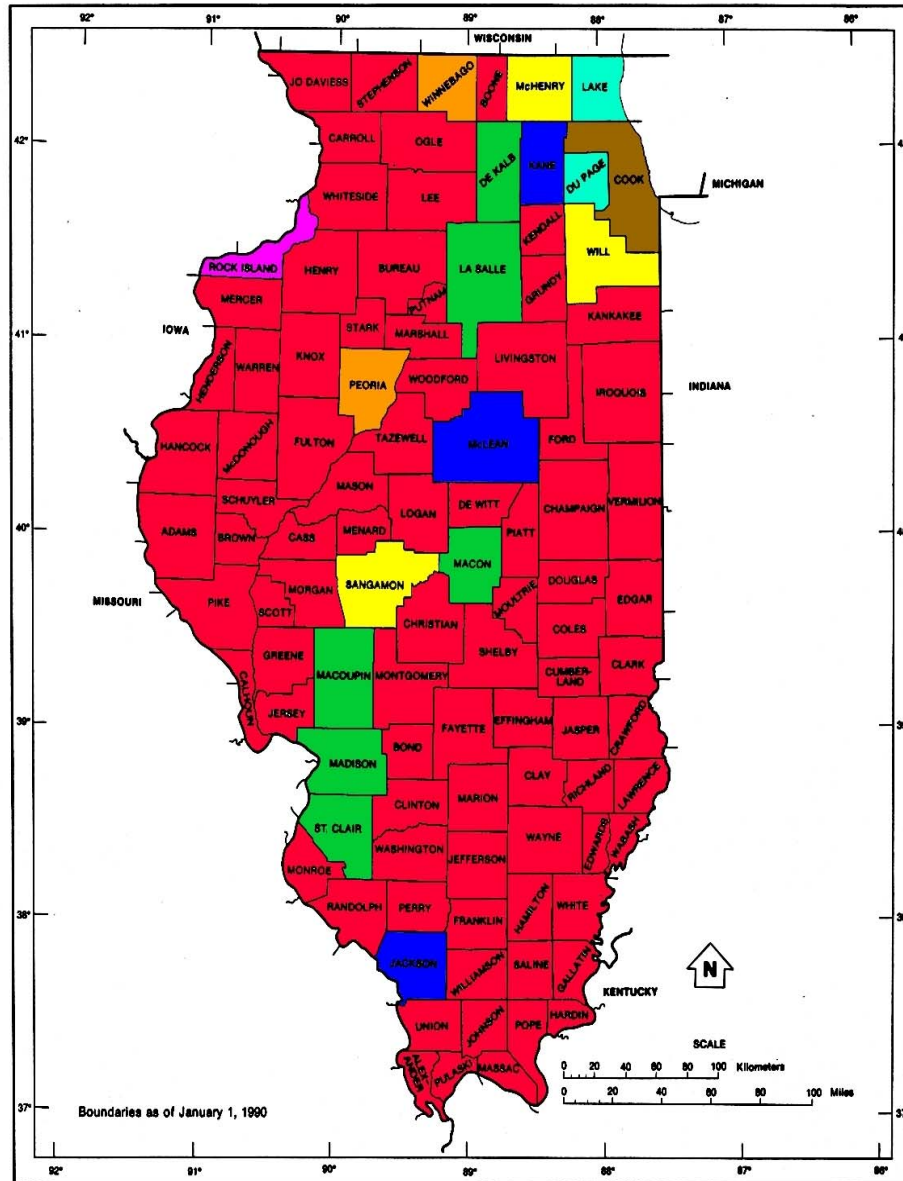 92° 91° 90° 89° 88° 87° 86°
WISCONSIN
JO DAVIESS
STEPHENSON
WINNEBAGO
BOONE
McHENRY
LAKE
42°
CARROLL
OGLE
DE KALB
KANE
DU PAGE
COOK
MICHIGAN
WHITESIDE
LEE
KENDALL
WILL
ROCK ISLAND
HENRY
BUREAU
LA SALLE
GRUNDY
MERCER
PUTNAM
KANKAKEE
41°
IOWA
STARK
MARSHALL
LIVINGSTON
HENDERSON
WARREN
KNOX
PEORIA
WOODFORD
IROQUOIS
INDIANA
HANCOCK
McDONOUGH
FULTON
TAZEWELL
McLEAN
FORD
MASON
SCHUYLER
LOGAN
DE WITT
CHAMPAIGN
VERMILION
40°
ADAMS
BROWN
CASS
MENARD
PIATT
MACON
MISSOURI
PIKE
SCOTT
MORGAN
SANGAMON
MOULTRIE
DOUGLAS
EDGAR
CHRISTIAN
COLES
GREENE
MACOUPIN
MONTGOMERY
SHELBY
CUMBER-
LAND
CLARK
CALHOUN
JERSEY
39°
FAYETTE
EFFINGHAM
JASPER
CRAWFORD
MADISON
BOND
CLAY
RICHLAND
LAWRENCE
CLINTON
MARION
ST. CLAIR
WAYNE
EDWARDS
WABASH
WASHINGTON
JEFFERSON
MONROE
RANDOLPH
PERRY
HAMILTON
WHITE
38°
FRANKLIN
JACKSON
WILLIAMSON
SALINE
GALLATIN
N
KENTUCKY
UNION
JOHNSON
POPE
HARDIN
SCALE
ALEX-
ANDER
PULASKI
MASSAC
0 20 40 60 80 100 Kilometers
0 20 40 60 80 100 Miles
37°
Boundaries as of January 1, 1990
92° 91° 90° 89° 88° 87° 86°